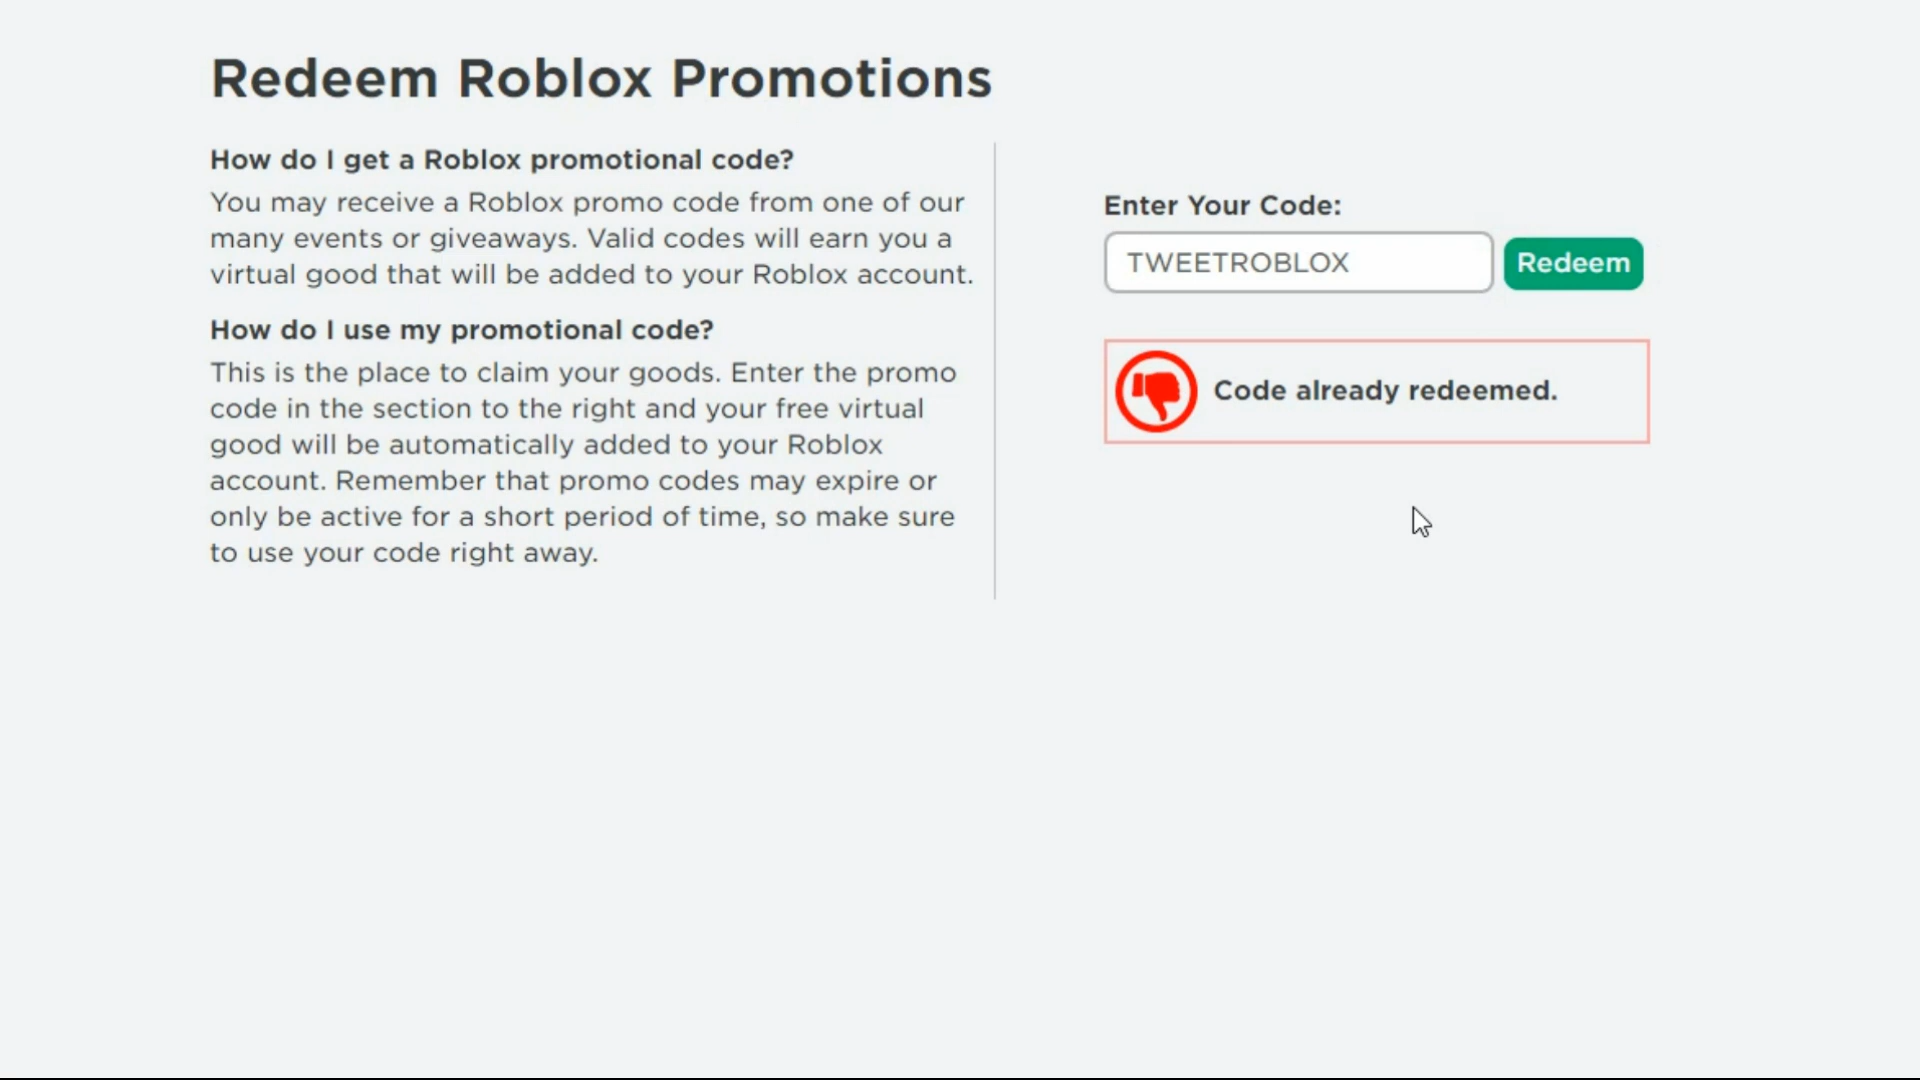 Redeem Roblox Promotions
How do I get a Roblox promotional code?
You may receive a Roblox promo code from one of our
many events or giveaways. Valid codes will earn you a
virtual good that will be added to your Roblox account.
How do I use my promotional code?
This is the place to claim your goods. Enter the promo
code in the section to the right and your free virtual
good will be automatically added to your Roblox
account. Remember that promo codes may expire or
only be active for a short period of time, so make sure
to use your code right away.
Enter Your Code:
TWEETROBLOX
Redeem
Code already redeemed.